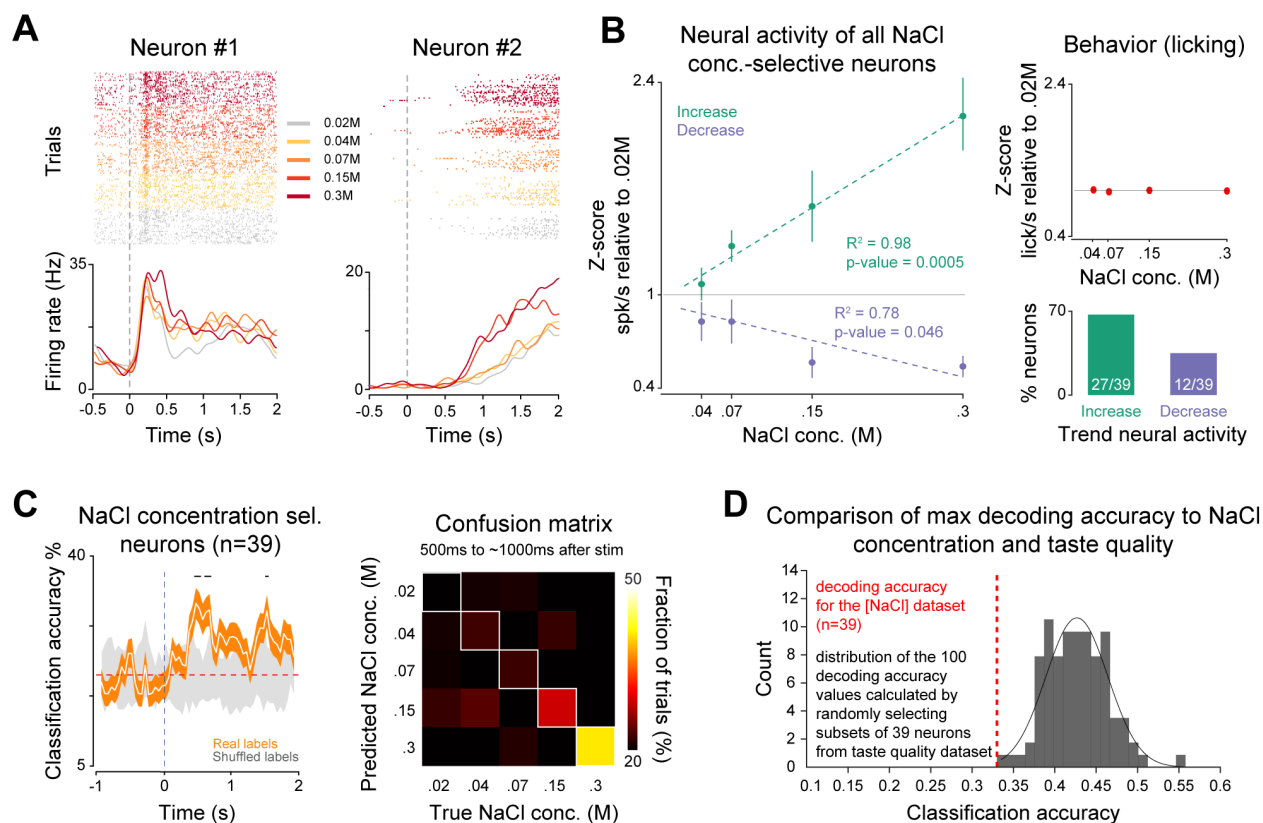 A
Neuron #1
Neuron #2
Trials
0.02M
0.04M
0.07M
0.15M
0.3M
Firing rate (Hz)
35
0
20
10
0
-0.5 0 0.5 1 1.5 2
-0.5 0 0.5 1 1.5 2
Time (s)
Time (s)
B
Neural activity of all NaCl
conc.-selective neurons
Z-score
spk/s relative to .02M
2.4
1
0.4
Increase
Decrease
R² = 0.98
p-value = 0.0005
R² = 0.78
p-value = 0.046
.04 .07 .15 .3
NaCl conc. (M)
Behavior (licking)
Z-score
lick/s relative to .02M
2.4
0.4
.04 .07 .15 .3
NaCl conc. (M)
% neurons
70
0
27/39
12/39
Increase
Decrease
Trend neural activity
C
NaCl concentration sel.
neurons (n=39)
Classification accuracy %
40
5
Real labels
Shuffled labels
-1 0 1 2
Time (s)
Confusion matrix
500ms to ~1000ms after stim
Predicted NaCl conc. (M)
.02
.04
.07
.15
.3
.02 .04 .07 .15 .3
True NaCl conc. (M)
50
20
Fraction of trials (%)
D
Comparison of max decoding accuracy to NaCl
concentration and taste quality
Count
14
12
10
8
6
4
2
0
decoding accuracy
for the [NaCl] dataset
(n=39)
distribution of the 100
decoding accuracy
values calculated by
randomly selecting
subsets of 39 neurons
from taste quality dataset
0.1 0.15 0.2 0.25 0.3 0.35 0.4 0.45 0.5 0.55 0.6
Classification accuracy